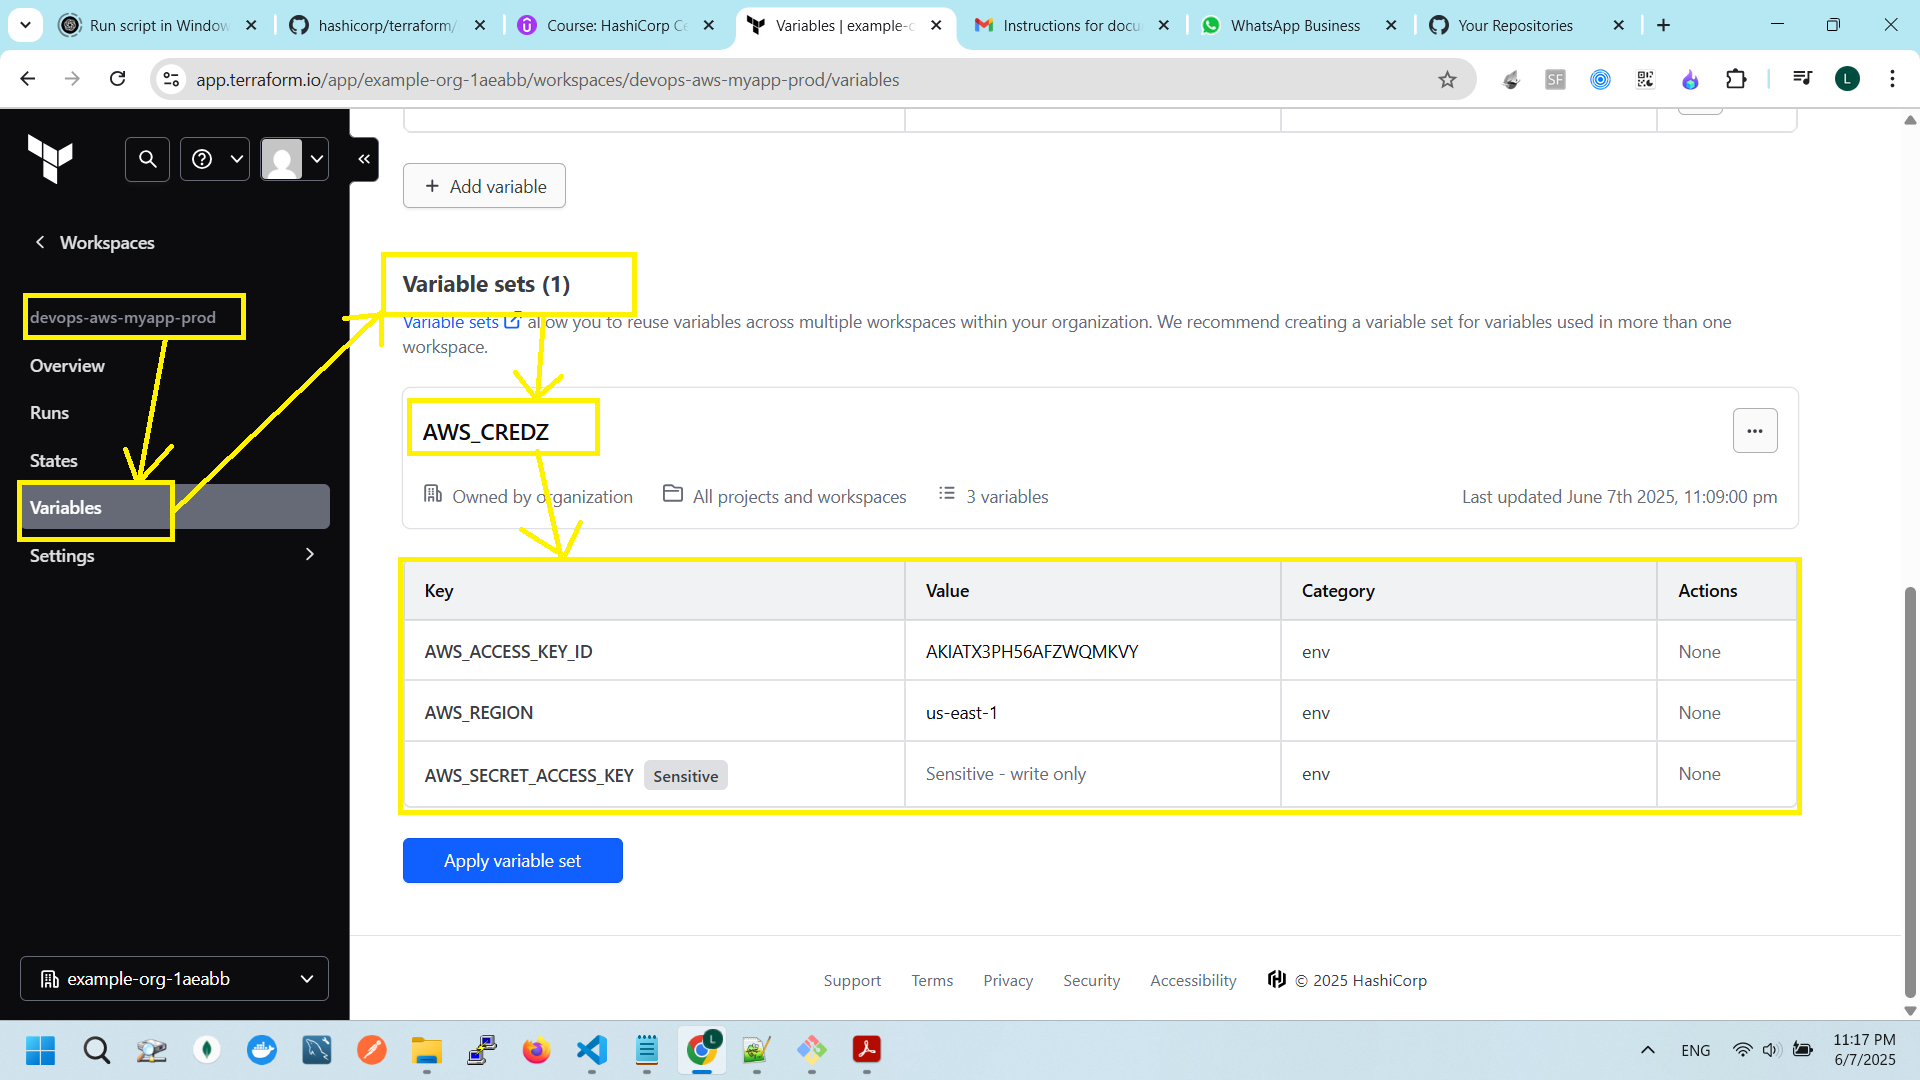 Run script in Window
hashicorp/terraform/
Course: HashiCorp Ce
Variables | example-o
Instructions for docu
WhatsApp Business
Your Repositories
app.terraform.io/app/example-org-1aeabb/workspaces/devops-aws-myapp-prod/variables
SF
L
Workspaces
devops-aws-myapp-prod
Overview
Runs
States
Variables
Settings
example-org-1aeabb
+ Add variable
Variable sets (1)
Variable sets allow you to reuse variables across multiple workspaces within your organization. We recommend creating a variable set for variables used in more than one
workspace.
AWS_CREDZ
...
Owned by organization All projects and workspaces 3 variables Last updated June 7th 2025, 11:09:00 pm
Key Value Category Actions
AWS_ACCESS_KEY_ID AKIATX3PH56AFZWQMKVY env None
AWS_REGION us-east-1 env None
AWS_SECRET_ACCESS_KEY Sensitive Sensitive - write only env None
Apply variable set
Support Terms Privacy Security Accessibility © 2025 HashiCorp
L
ENG
11:17 PM
6/7/2025